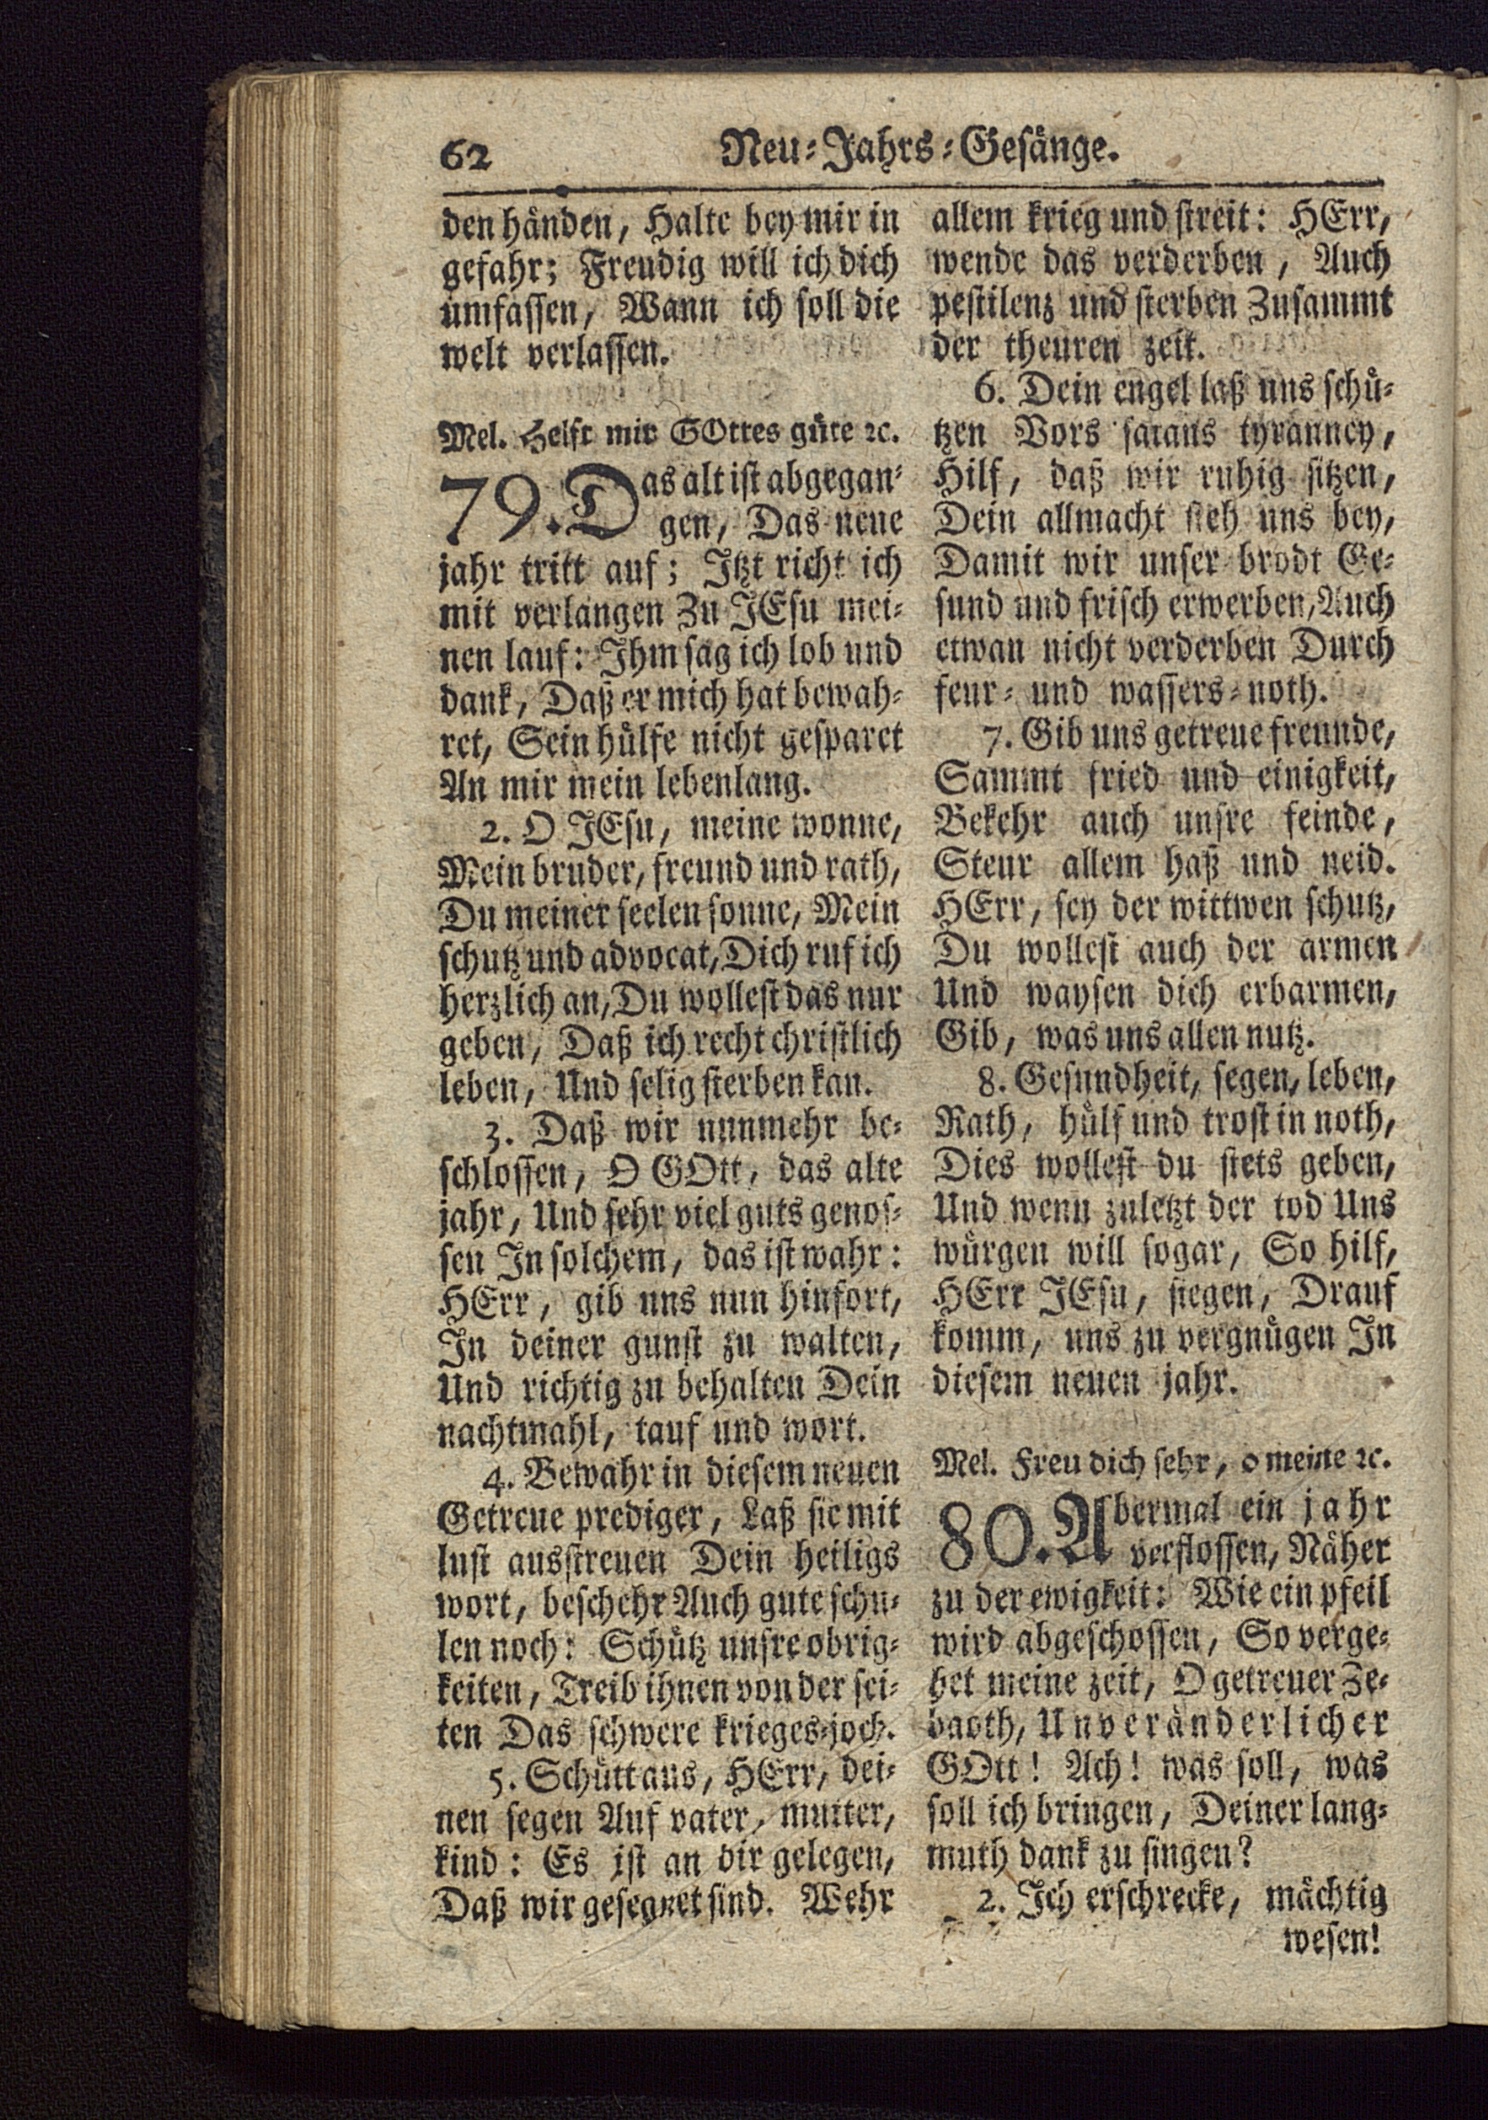 62 Neu-Jahrs-Gesänge.
den händen, Halte bey mir in
gefahr; Freudig will ich dich
umfassen, Wann ich soll die
welt verlassen.
Mel. Helft mir GOttes güte ꝛc.
79. Das alt ist abgegan-
gen, Das neue
jahr tritt auf; Itzt richt ich
mit verlangen Zu JEsu mei-
nen lauf: Ihm sag ich lob und
dank, Daß er mich hat bewah-
ret, Sein hülfe nicht gesparet
An mir mein lebenlang.
2. O JEsu, meine wonne,
Mein bruder, freund und rath,
Du meiner seelen sonne, Mein
schutz und advocat, Dich ruf ich
herzlich an, Du wollest das nur
geben, Daß ich recht christlich
leben, Und selig sterben kan.
3. Daß wir nunmehr be-
schlossen, O GOtt, das alte
jahr, Und sehr viel guts genos-
sen In solchem, das ist wahr:
HErr, gib uns nun hinfort,
In deiner gunst zu walten,
Und richtig zu behalten Dein
nachtmahl, tauf und wort.
4. Bewahr in diesem neuen
Getreue prediger, Laß sie mit
lust ausstreuen Dein heiligs
wort, beschehr Auch gute schu-
len noch: Schütz unsre obrig-
keiten, Treib ihnen von der sei-
ten Das schwere krieges-joch.
5. Schütt aus, HErr, dei-
nen segen Auf vater, mutter,
kind: Es ist an dir gelegen,
Daß wir gesegnet sind. Wehr
allem krieg und streit: HErr,
wende das verderben, Auch
pestilenz und sterben Zusammt
der theuren zeit.
6. Dein engel laß uns schü-
tzen Vors satans tyranney,
Hilf, daß wir ruhig sitzen,
Dein allmacht steh uns bey,
Damit wir unser brodt Ge-
sund und frisch erwerben, Auch
etwan nicht verderben Durch
feur- und wassers-noth.
7. Gib uns getreue freunde,
Sammt fried und einigkeit,
Bekehr auch unsre feinde,
Steur allem haß und neid.
HErr, sey der wittwen schutz,
Du wollest auch der armen
Und waysen dich erbarmen,
Gib, was uns allen nutz.
8. Gesundheit, segen, leben,
Rath, hülf und trost in noth,
Dies wollest du stets geben,
Und wenn zuletzt der tod Uns
würgen will sogar, So hilf,
HErr JEsu, siegen, Drauf
komm, uns zu vergnügen In
diesem neuen jahr.
Mel. Freu dich sehr, o meine ꝛc.
80. Abermal ein jahr
verflossen, Näher
zu der ewigkeit: Wie ein pfeil
wird abgeschossen, So verge-
het meine zeit, O getreuer Ze-
baoth, Unveränderlicher
GOtt! Ach! was soll, was
soll ich bringen, Deiner lang-
muth dank zu singen?
2. Ich erschrecke, mächtig
wesen!